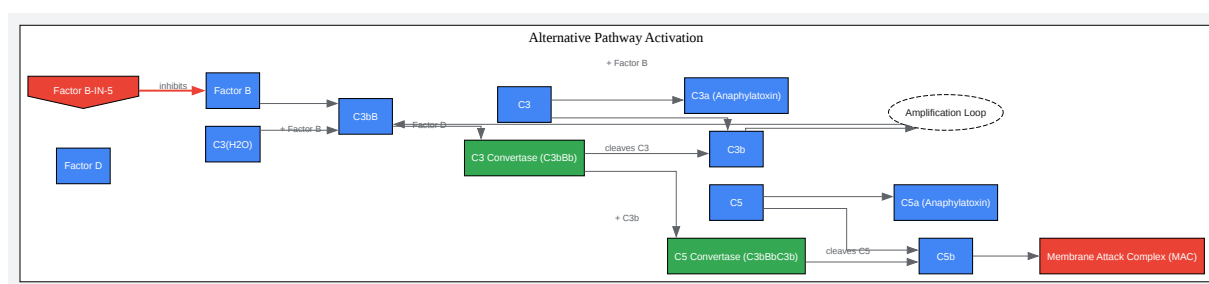 Alternative Pathway Activation
+ Factor B
Factor B-IN-5
inhibits
Factor B
C3
C3a (Anaphylatoxin)
C3bB
Amplification Loop
+ Factor B
Factor D
C3(H2O)
C3b
cleaves C3
C3 Convertase (C3bBb)
Factor D
C5
C5a (Anaphylatoxin)
+ C3b
cleaves C5
C5 Convertase (C3bBbC3b)
C5b
Membrane Attack Complex (MAC)